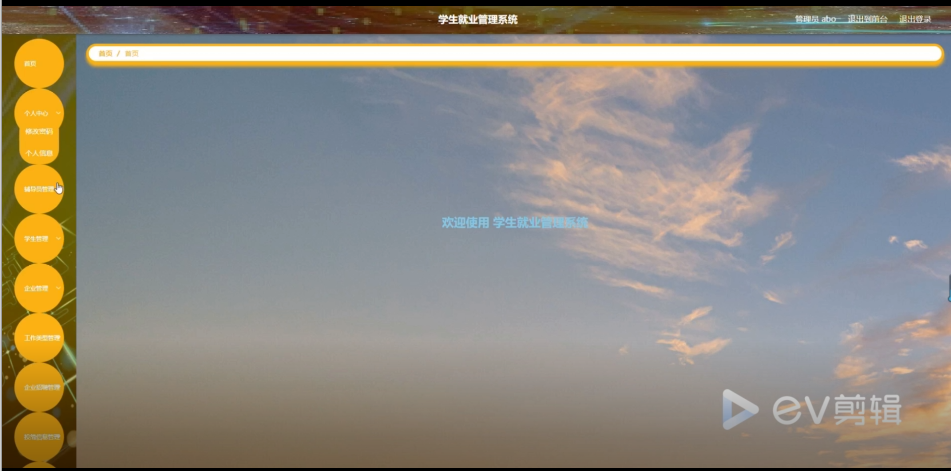 学生就业管理系统
管理员 abo 退出到前台 退出登录
首页 / 首页
首页
个人中心
修改密码
个人信息
辅导员管理
学生管理
企业管理
工作类型管理
企业招聘管理
欢迎使用 学生就业管理系统
EV剪辑